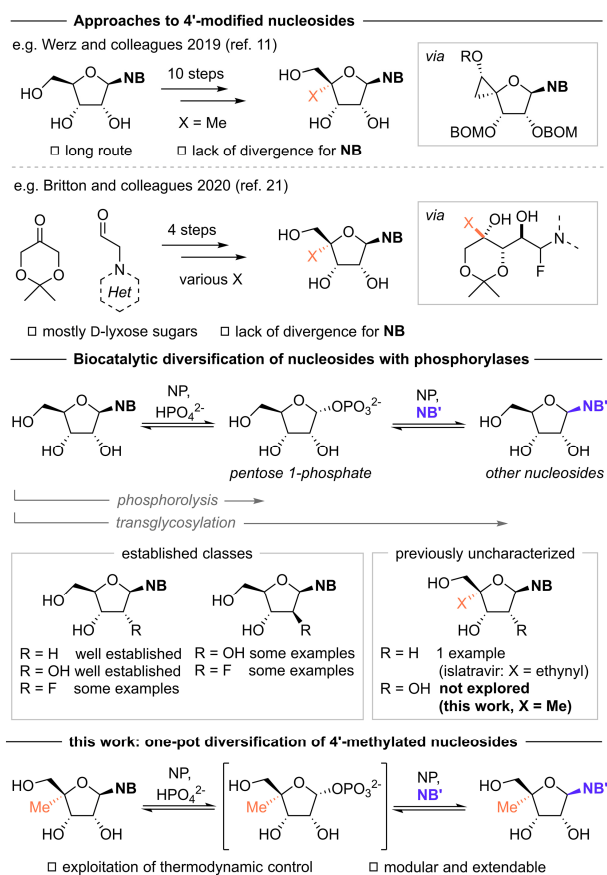 Approaches to 4'-modified nucleosides
e.g. Werz and colleagues 2019 (ref. 11)
HO O NB
HO OH
10 steps
X = Me
HO O NB
X
HO OH
via
RO
O NB
BOMO OBOM
□ long route □ lack of divergence for NB
e.g. Britton and colleagues 2020 (ref. 21)
O
O O
O
N
Het
4 steps
various X
HO O NB
X
HO OH
via
X OH OH
N
O O F
□ mostly D-lyxose sugars □ lack of divergence for NB
Biocatalytic diversification of nucleosides with phosphorylases
HO O NB
HO OH
NP,
HPO₄²⁻
HO O OPO₃²⁻
HO OH
pentose 1-phosphate
NP,
NB'
HO O NB'
HO OH
other nucleosides
phosphorolysis
transglycosylation
established classes
HO O NB
HO R
R = H well established
R = OH well established
R = F some examples
HO O NB
HO R
R = OH some examples
R = F some examples
previously uncharacterized
HO O NB
X
HO R
R = H 1 example
(islatravir: X = ethynyl)
R = OH not explored
(this work, X = Me)
this work: one-pot diversification of 4'-methylated nucleosides
HO O NB
Me
HO OH
NP,
HPO₄²⁻
HO O OPO₃²⁻
Me
HO OH
NP,
NB'
HO O NB'
Me
HO OH
□ exploitation of thermodynamic control □ modular and extendable